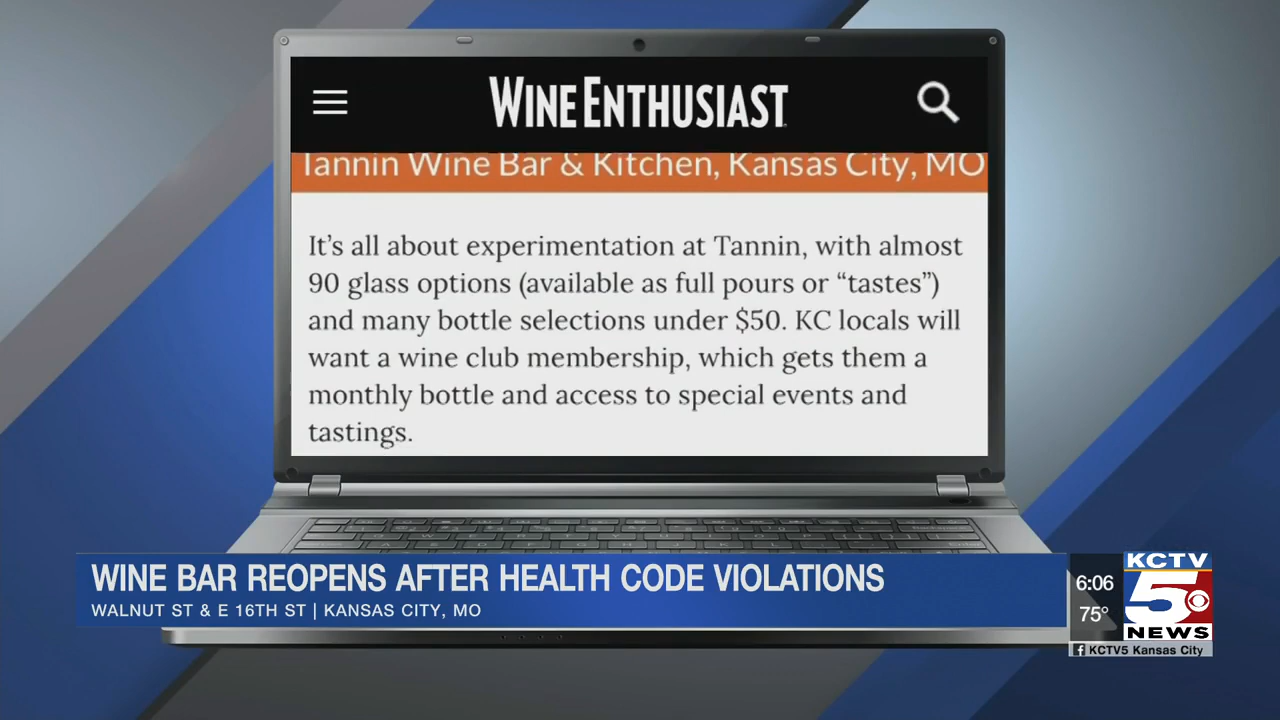 WINE ENTHUSIAST
Tannin Wine Bar & Kitchen, Kansas City, MO
It's all about experimentation at Tannin, with almost
90 glass options (available as full pours or “tastes”)
and many bottle selections under $50. KC locals will
want a wine club membership, which gets them a
monthly bottle and access to special events and
tastings.
WINE BAR REOPENS AFTER HEALTH CODE VIOLATIONS
WALNUT ST & E 16TH ST | KANSAS CITY, MO
6:06
75°
KCTV
5
NEWS
KCTV5 Kansas City